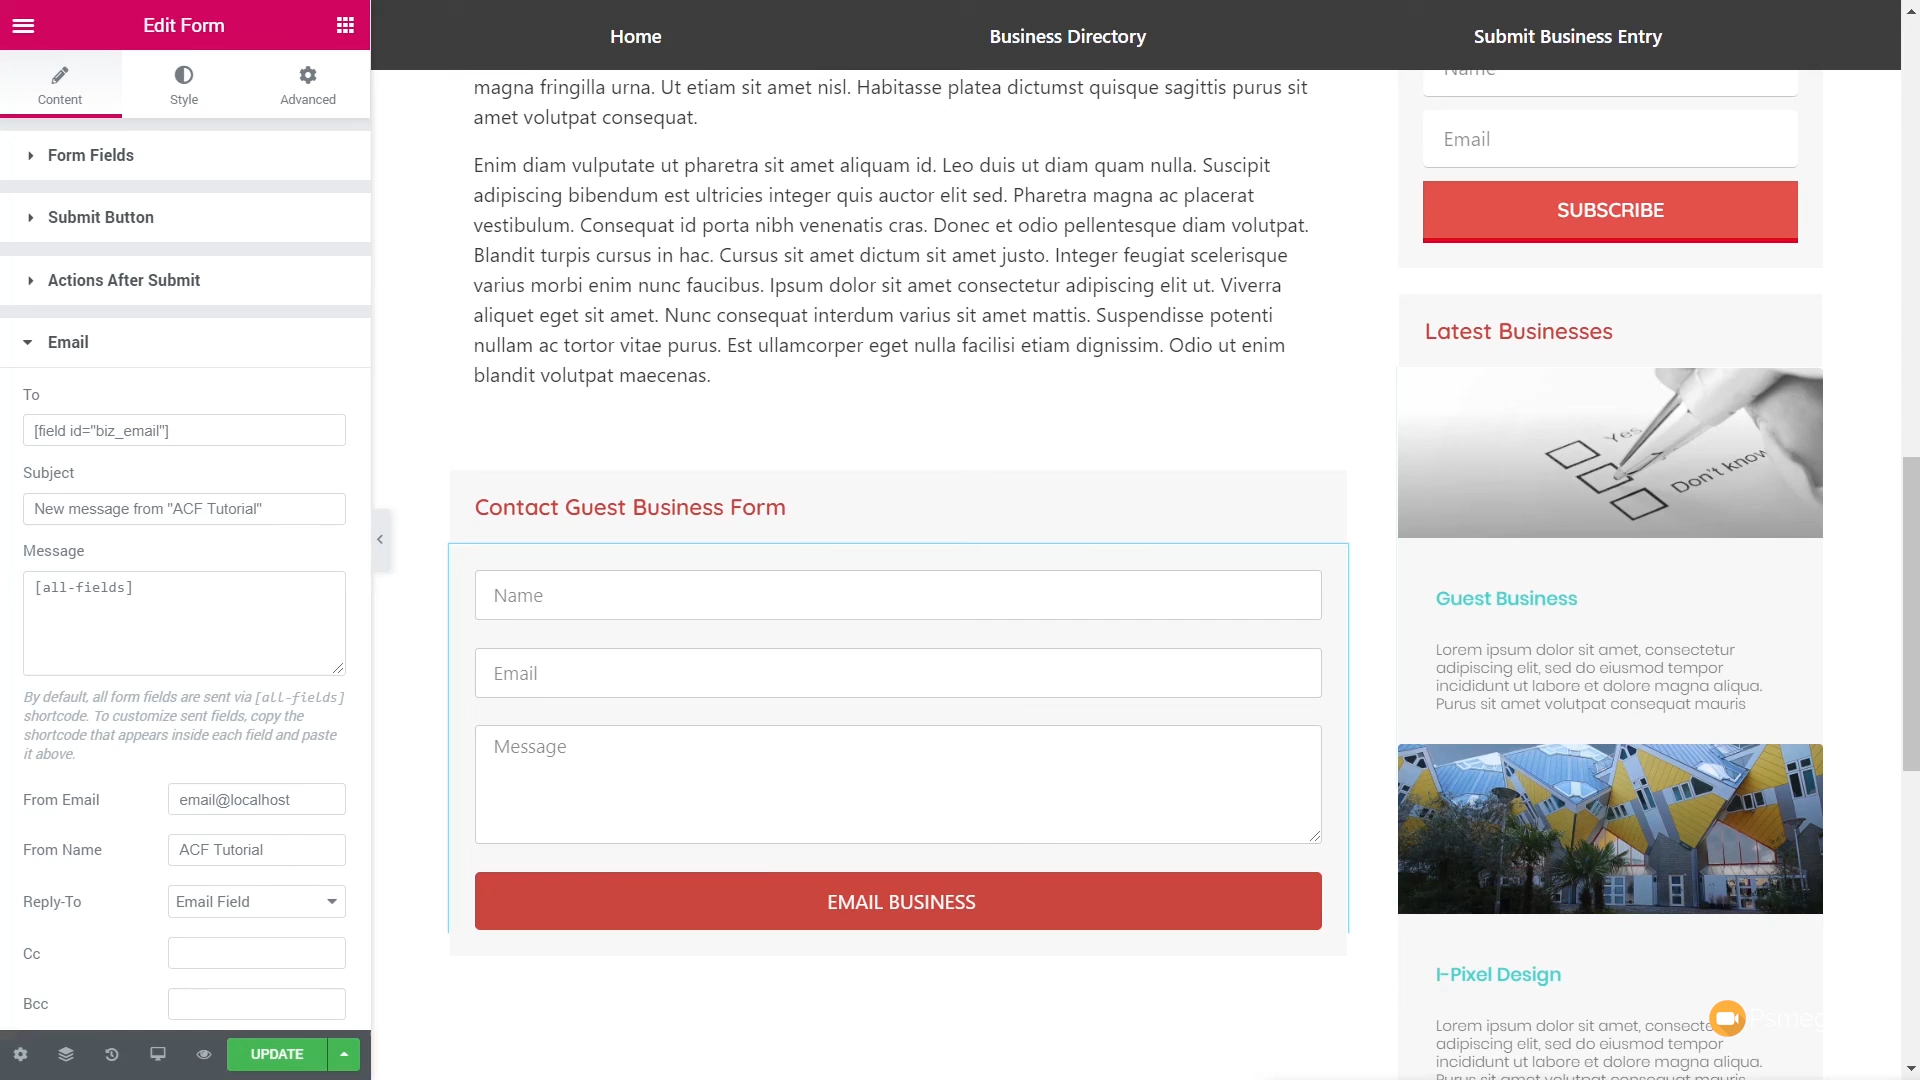 Edit Form
Content
Style
Advanced
Form Fields
Submit Button
Actions After Submit
Email
To
[field id="biz_email"]
Subject
New message from "ACF Tutorial"
Message
[all-fields]
By default, all form fields are sent via [all-fields]
shortcode. To customize sent fields, copy the
shortcode that appears inside each field and paste
it above.
From Email
email@localhost
From Name
ACF Tutorial
Reply-To
Email Field
Cc
Bcc
UPDATE
Home
Business Directory
Submit Business Entry
magna fringilla urna. Ut etiam sit amet nisl. Habitasse platea dictumst quisque sagittis purus sit
amet volutpat consequat.
Enim diam vulputate ut pharetra sit amet aliquam id. Leo duis ut diam quam nulla. Suscipit
adipiscing bibendum est ultricies integer quis auctor elit sed. Pharetra magna ac placerat
vestibulum. Consequat id porta nibh venenatis cras. Donec et odio pellentesque diam volutpat.
Blandit turpis cursus in hac. Cursus sit amet dictum sit amet justo. Integer feugiat scelerisque
varius morbi enim nunc faucibus. Ipsum dolor sit amet consectetur adipiscing elit ut. Viverra
aliquet eget sit amet. Nunc consequat interdum varius sit amet mattis. Suspendisse potenti
nullam ac tortor vitae purus. Est ullamcorper eget nulla facilisi etiam dignissim. Odio ut enim
blandit volutpat maecenas.
Contact Guest Business Form
Name
Email
Message
EMAIL BUSINESS
Name
Email
SUBSCRIBE
Latest Businesses
Yes
Don't know
Guest Business
Lorem ipsum dolor sit amet, consectetur
adipiscing elit, sed do eiusmod tempor
incididunt ut labore et dolore magna aliqua.
Purus sit amet volutpat consequat mauris
I-Pixel Design
Lorem ipsum dolor sit amet, consecte
adipiscing elit, sed do eiusmod tempor
incididunt ut labore et dolore magna aliqua.
Purus sit amet volutpat consequat mauris